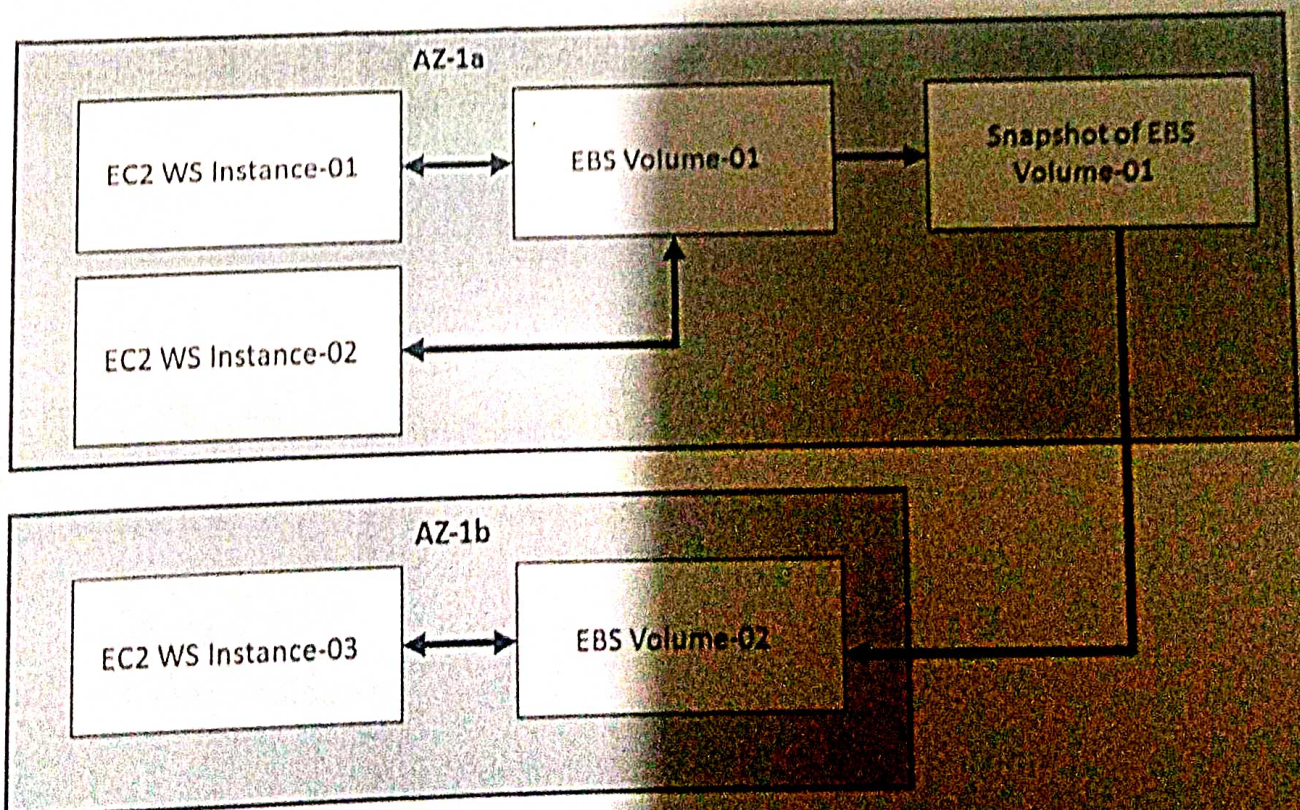 AZ-1a
EC2 WS Instance-01
EBS Volume-01
Snapshot of EBS
Volume-01
EC2 WS Instance-02
AZ-1b
EC2 WS Instance-03
EBS Volume-02